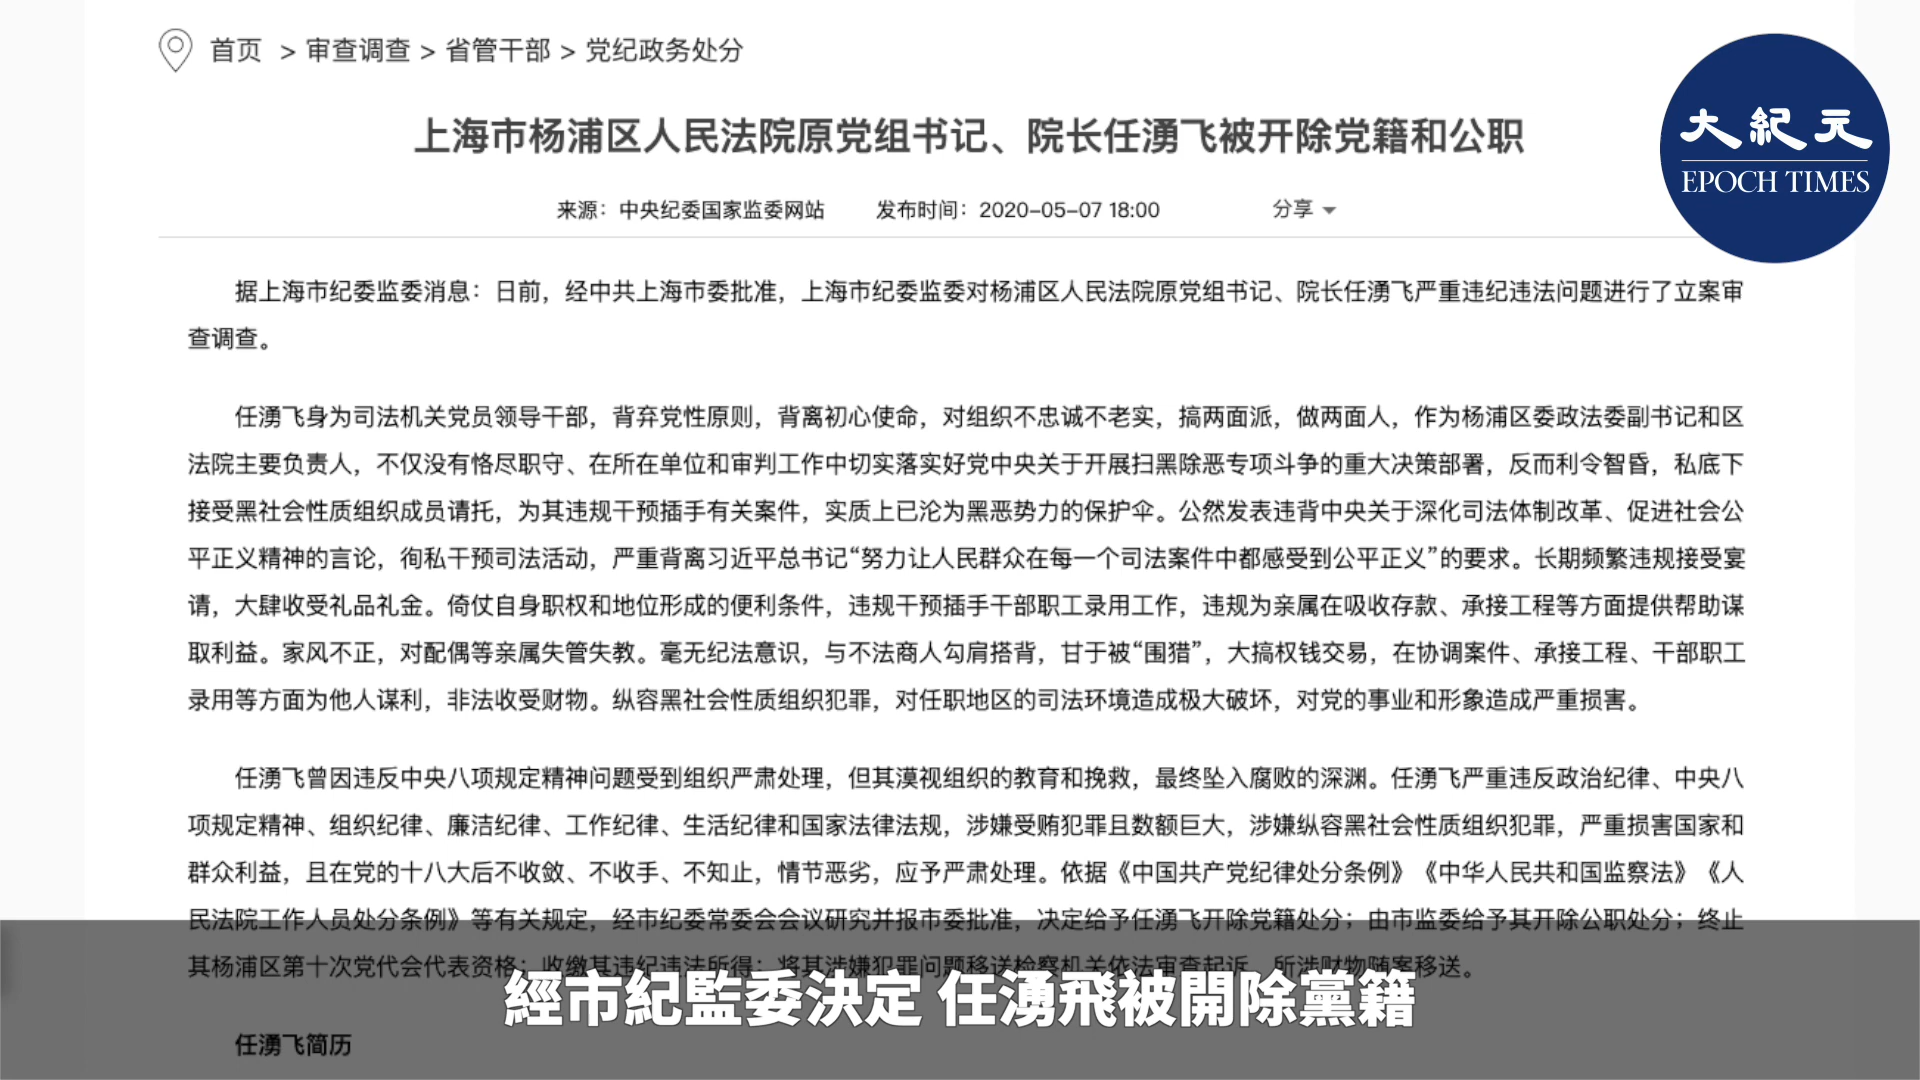 首页 > 审查调查 > 省管干部 > 党纪政务处分
大紀元
EPOCH TIMES
上海市杨浦区人民法院原党组书记、院长任湧飞被开除党籍和公职
来源：中央纪委国家监委网站 发布时间：2020-05-07 18:00 分享
据上海市纪委监委消息：日前，经中共上海市委批准，上海市纪委监委对杨浦区人民法院原党组书记、院长任湧飞严重违纪违法问题进行了立案审
查调查。
任湧飞身为司法机关党员领导干部，背弃党性原则，背离初心使命，对组织不忠诚不老实，搞两面派，做两面人，作为杨浦区委政法委副书记和区
法院主要负责人，不仅没有恪尽职守、在所在单位和审判工作中切实落实好党中央关于开展扫黑除恶专项斗争的重大决策部署，反而利令智昏，私底下
接受黑社会性质组织成员请托，为其违规干预插手有关案件，实质上已沦为黑恶势力的保护伞。公然发表违背中央关于深化司法体制改革、促进社会公
平正义精神的言论，徇私干预司法活动，严重背离习近平总书记“努力让人民群众在每一个司法案件中都感受到公平正义”的要求。长期频繁违规接受宴
请，大肆收受礼品礼金。倚仗自身职权和地位形成的便利条件，违规干预插手干部职工录用工作，违规为亲属在吸收存款、承接工程等方面提供帮助谋
取利益。家风不正，对配偶等亲属失管失教。毫无纪法意识，与不法商人勾肩搭背，甘于被“围猎”，大搞权钱交易，在协调案件、承接工程、干部职工
录用等方面为他人谋利，非法收受财物。纵容黑社会性质组织犯罪，对任职地区的司法环境造成极大破坏，对党的事业和形象造成严重损害。
任湧飞曾因违反中央八项规定精神问题受到组织严肃处理，但其漠视组织的教育和挽救，最终坠入腐败的深渊。任湧飞严重违反政治纪律、中央八
项规定精神、组织纪律、廉洁纪律、工作纪律、生活纪律和国家法律法规，涉嫌受贿犯罪且数额巨大，涉嫌纵容黑社会性质组织犯罪，严重损害国家和
群众利益，且在党的十八大后不收敛、不收手、不知止，情节恶劣，应予严肃处理。依据《中国共产党纪律处分条例》《中华人民共和国监察法》《人
民法院工作人员处分条例》等有关规定，经市纪委常委会会议研究并报市委批准，决定给予任湧飞开除党籍处分；由市监委给予其开除公职处分；终止
其杨浦区第十次党代会代表资格；收缴其违纪违法所得；将其涉嫌犯罪问题移送检察机关依法审查起诉，所涉财物随案移送。
經市紀監委決定 任湧飛被開除黨籍
任湧飞简历